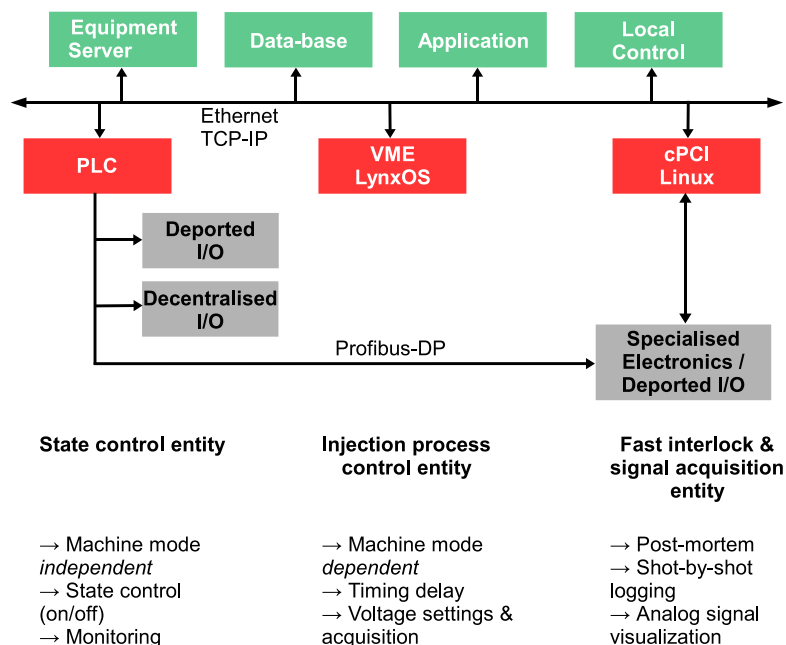 Equipment
Server
Data-base
Application
Local
Control
Ethernet
TCP-IP
PLC
VME
LynxOS
cPCI
Linux
Deported
I/O
Decentralised
I/O
Profibus-DP
Specialised
Electronics /
Deported I/O
State control entity
Injection process
control entity
Fast interlock &
signal acquisition
entity
→ Machine mode
independent
→ State control
(on/off)
→ Monitoring
→ Machine mode
dependent
→ Timing delay
→ Voltage settings &
acquisition
→ Post-mortem
→ Shot-by-shot
logging
→ Analog signal
visualization